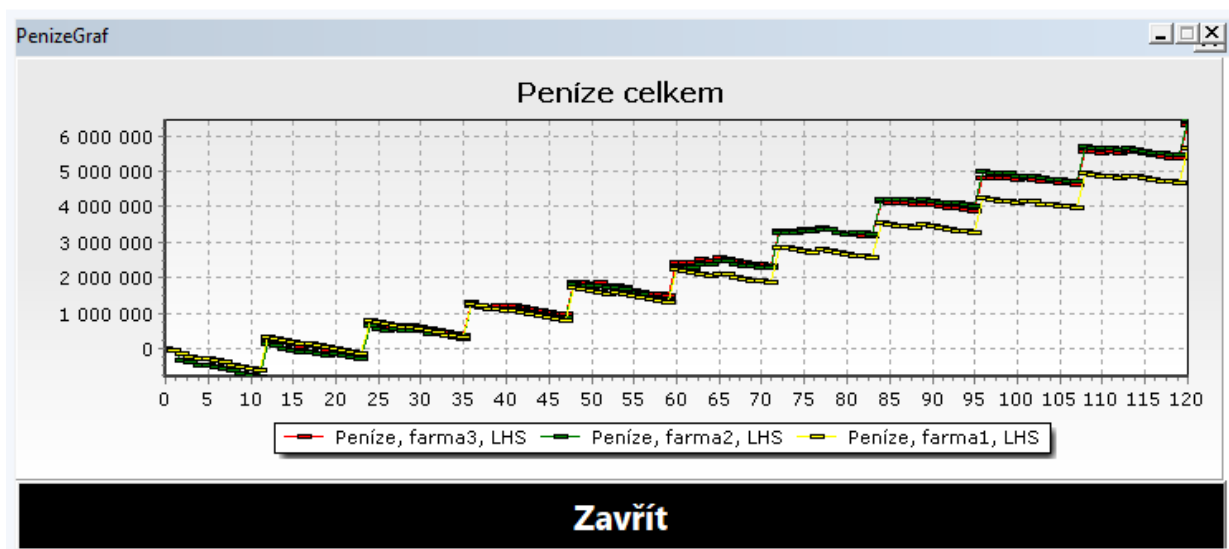 PenizeGraf
Peníze celkem
6 000 000
5 000 000
4 000 000
3 000 000
2 000 000
1 000 000
0
0 5 10 15 20 25 30 35 40 45 50 55 60 65 70 75 80 85 90 95 100 105 110 115 120
Peníze, farma3, LHS Peníze, farma2, LHS Peníze, farma1, LHS
Zavřít